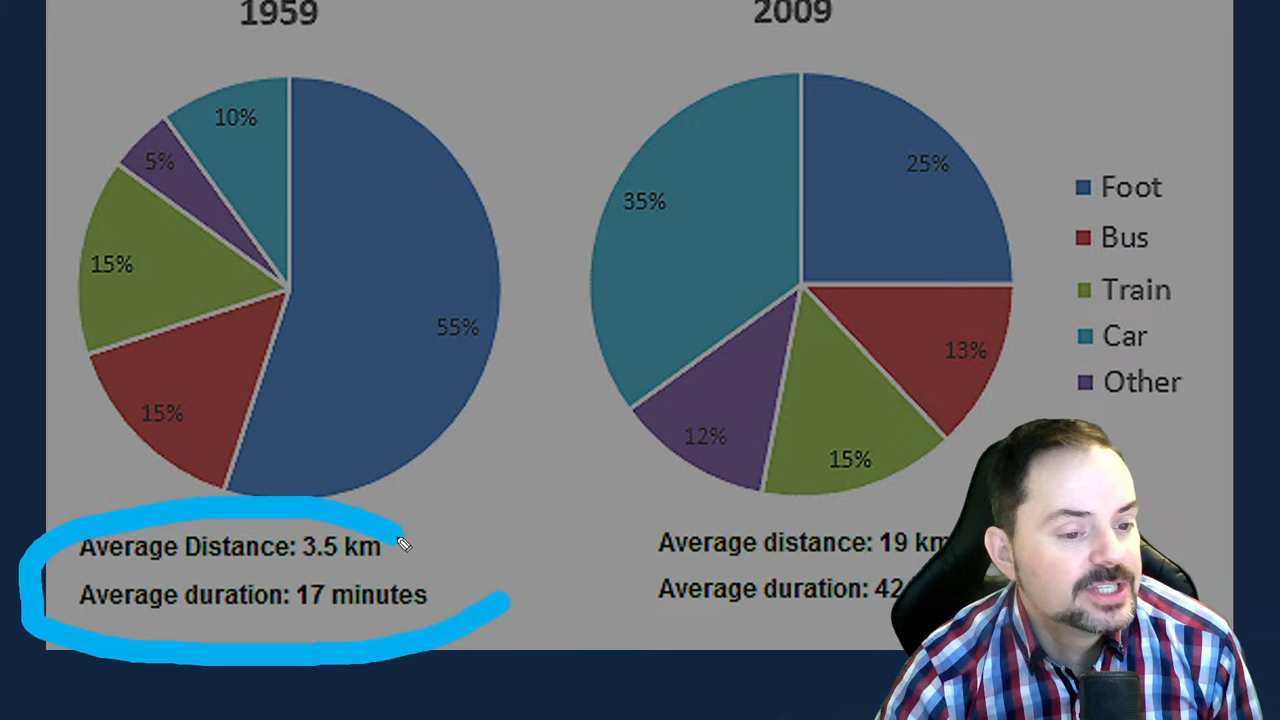 1959
2009
10%
5%
15%
15%
55%
35%
25%
13%
15%
12%
Foot
Bus
Train
Car
Other
Average Distance: 3.5 km
Average duration: 17 minutes
Average distance: 19 km
Average duration: 42